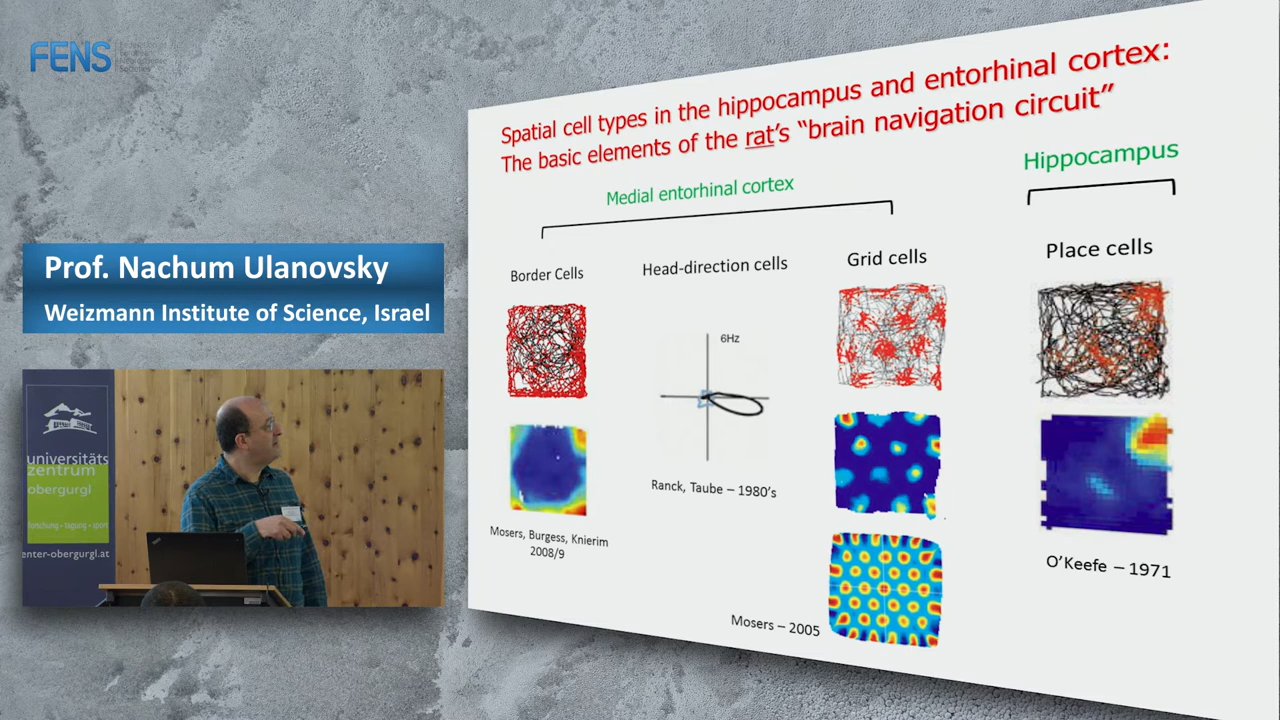 FENS
Prof. Nachum Ulanovsky
Weizmann Institute of Science, Israel
universitäts
zentrum
obergurgl
forschung • tagung • sport
enter-obergurgl.at
Spatial cell types in the hippocampus and entorhinal cortex:
The basic elements of the rat's “brain navigation circuit”
Medial entorhinal cortex
Hippocampus
Border Cells
Head-direction cells
Grid cells
Place cells
6Hz
Ranck, Taube – 1980's
Mosers, Burgess, Knierim
2008/9
Mosers – 2005
O'Keefe – 1971